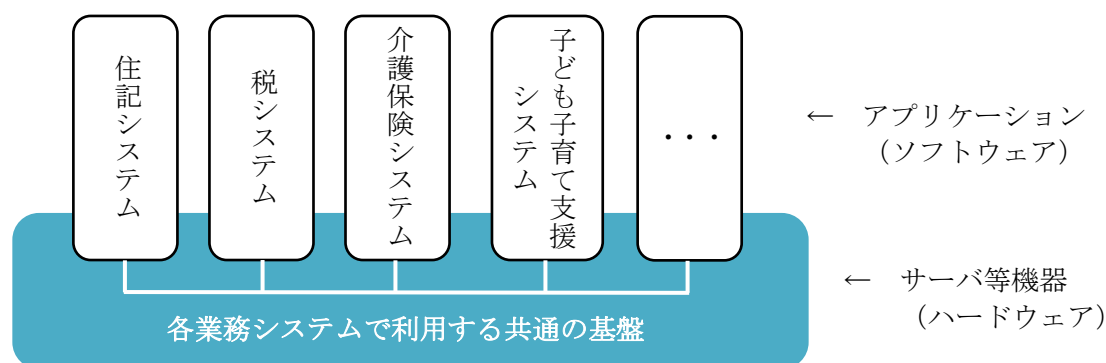 住記システム
税システム
介護保険システム
子ども子育て支援
システム
・・・
← アプリケーション
（ソフトウェア）
← サーバ等機器
（ハードウェア）
各業務システムで利用する共通の基盤